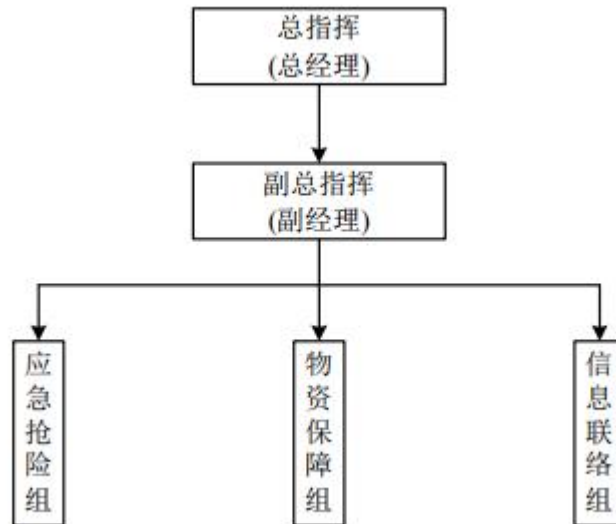 总指挥
(总经理)
副总指挥
(副经理)
应急抢险组
物资保障组
信息联络组